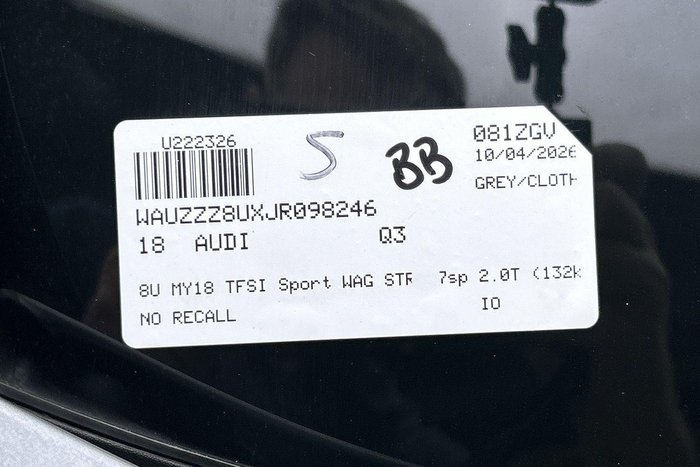 U222326
S
BB
081ZGV
10/04/2026
GREY/CLOTH
WAUZZZ8UXJR098246
18 AUDI Q3
8U MY18 TFSI Sport WAG STR 7sp 2.0T (132k
NO RECALL IO